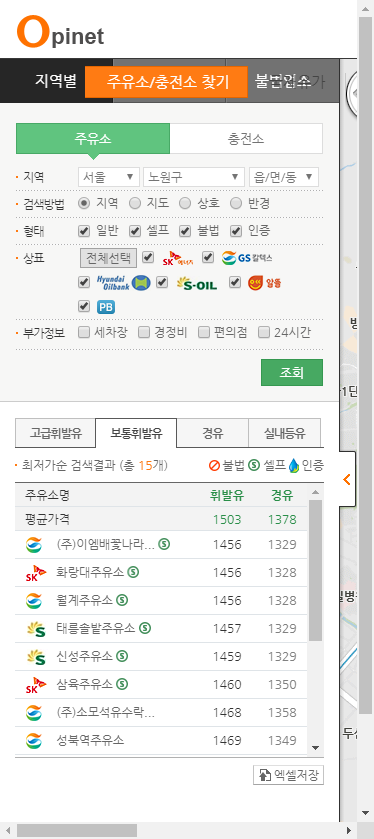 Opinet
지역별 주유소/충전소 찾기 불법업소
주유소 충전소
지역 서울 노원구 읍/면/동
검색방법 지역 지도 상호 반경
형태 일반 셀프 불법 인증
상표 전체선택 SK에너지 GS칼텍스
Hyundai Oilbank S-OIL 알뜰
PB
부가정보 세차장 경정비 편의점 24시간
조회
고급휘발유 보통휘발유 경유 실내등유
최저가순 검색결과 (총 15개) 불법 S 셀프 인증
주유소명 휘발유 경유
평균가격 1503 1378
(주)이엠배꽃나라... S 1456 1329
SK 화랑대주유소 S 1456 1328
월계주유소 S 1456 1328
S 태릉솔밭주유소 S 1457 1329
S 신성주유소 S 1459 1329
SK 삼육주유소 S 1460 1350
(주)소모석유수락... 1468 1358
성북역주유소 1469 1349
엑셀저장